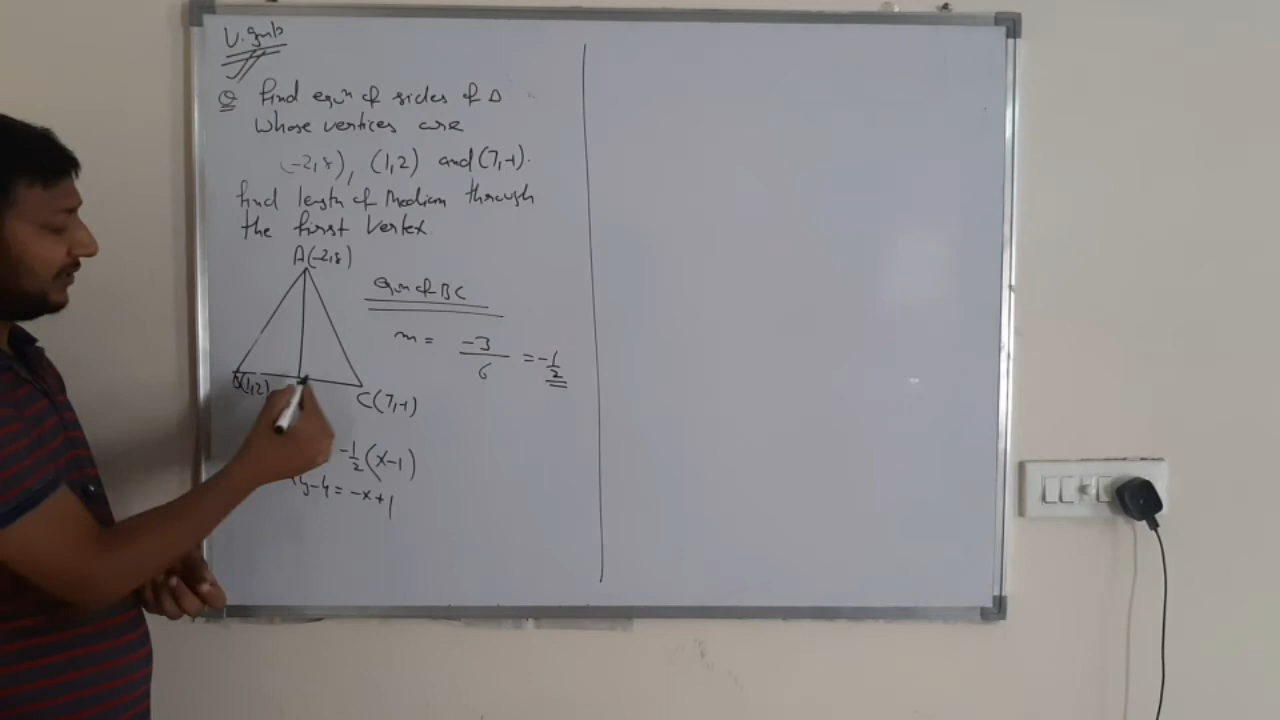 V. Imp
Q Find eqn of sides of Δ
whose vertices are
(-2,8), (1,2) and (7,-1).
find length of Median through
the first Vertex.
A(-2,8)
Eqn of BC
m = -3/6 = -1/2
(1,2)
C(7,-1)
-1/2 (x-1)
y-4 = -x+1